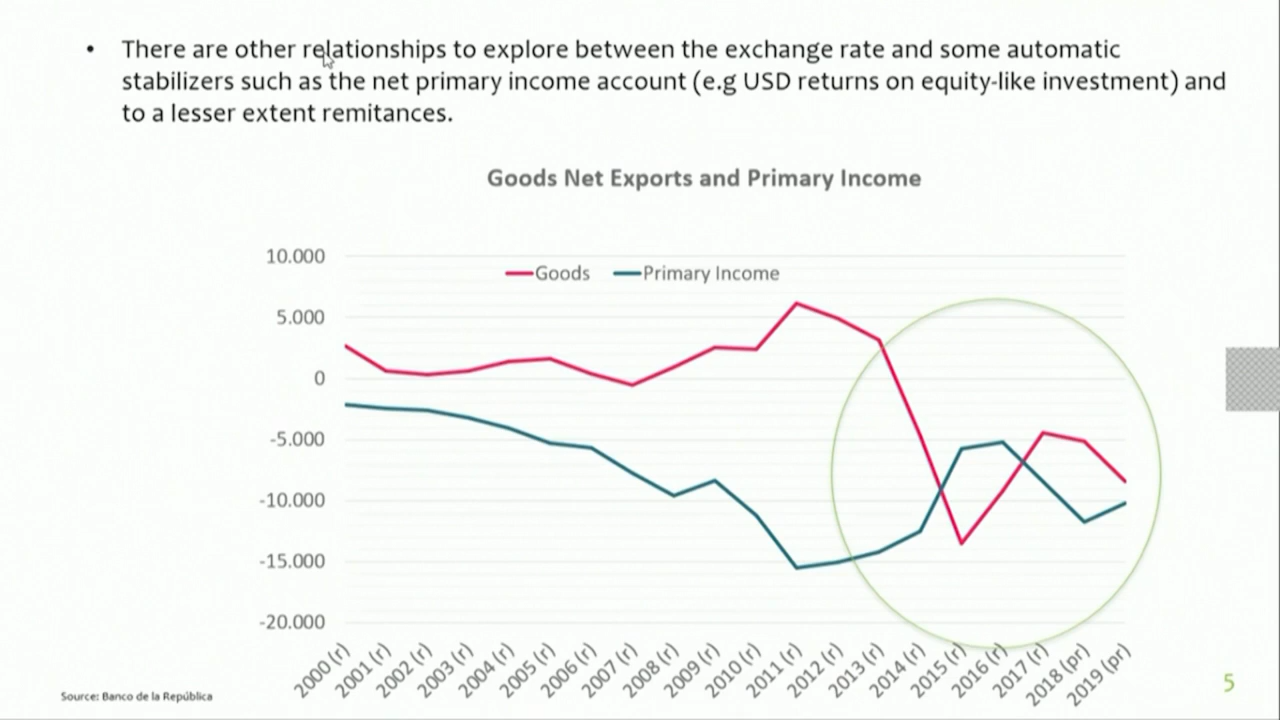 • There are other relationships to explore between the exchange rate and some automatic
stabilizers such as the net primary income account (e.g USD returns on equity-like investment) and
to a lesser extent remitances.
Goods Net Exports and Primary Income
Goods Primary Income
10.000
5.000
0
-5.000
-10.000
-15.000
-20.000
2000 (r) 2001 (r) 2002 (r) 2003 (r) 2004 (r) 2005 (r) 2006 (r) 2007 (r) 2008 (r) 2009 (r) 2010 (r) 2011 (r) 2012 (r) 2013 (r) 2014 (r) 2015 (r) 2016 (r) 2017 (r) 2018 (pr) 2019 (pr)
Source: Banco de la República
5